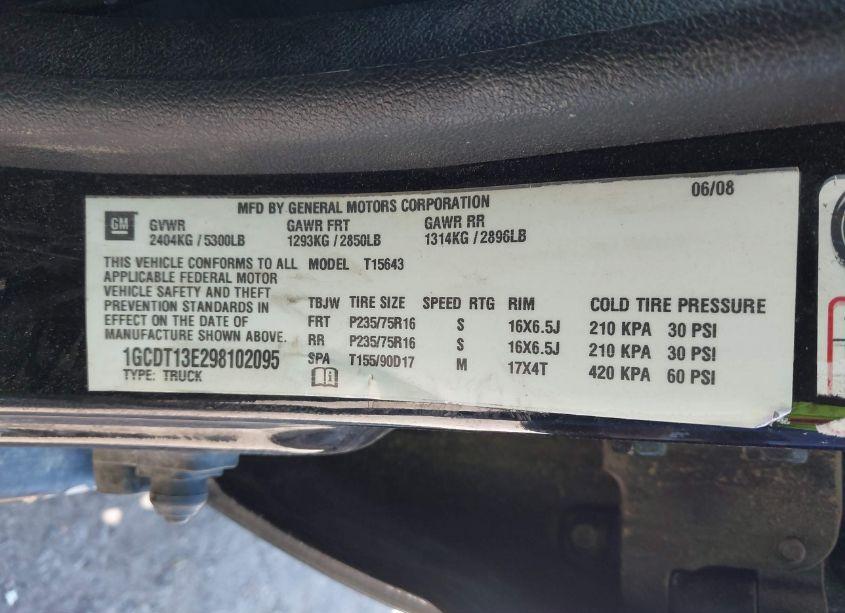 06/08
MFD BY GENERAL MOTORS CORPORATION
GM
GVWR GAWR FRT GAWR RR
2404KG / 5300LB 1293KG / 2850LB 1314KG / 2896LB
THIS VEHICLE CONFORMS TO ALL MODEL T15643
APPLICABLE FEDERAL MOTOR
VEHICLE SAFETY AND THEFT
PREVENTION STANDARDS IN TBJW TIRE SIZE SPEED RTG RIM COLD TIRE PRESSURE
EFFECT ON THE DATE OF FRT P235/75R16 S 16X6.5J 210 KPA 30 PSI
MANUFACTURE SHOWN ABOVE. RR P235/75R16 S 16X6.5J 210 KPA 30 PSI
1GCDT13E298102095 SPA T155/90D17 M 17X4T 420 KPA 60 PSI
TYPE: TRUCK